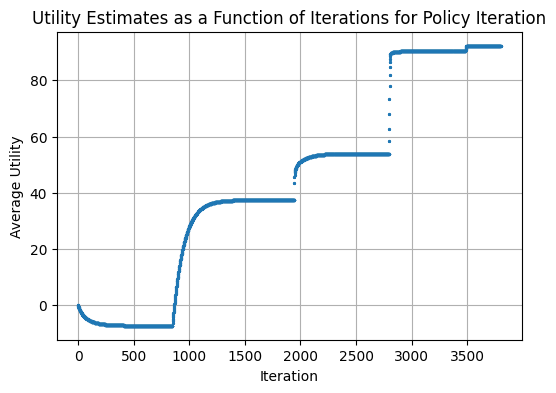 Utility Estimates as a Function of Iterations for Policy Iteration
Average Utility
80
60
40
20
0
0 500 1000 1500 2000 2500 3000 3500
Iteration